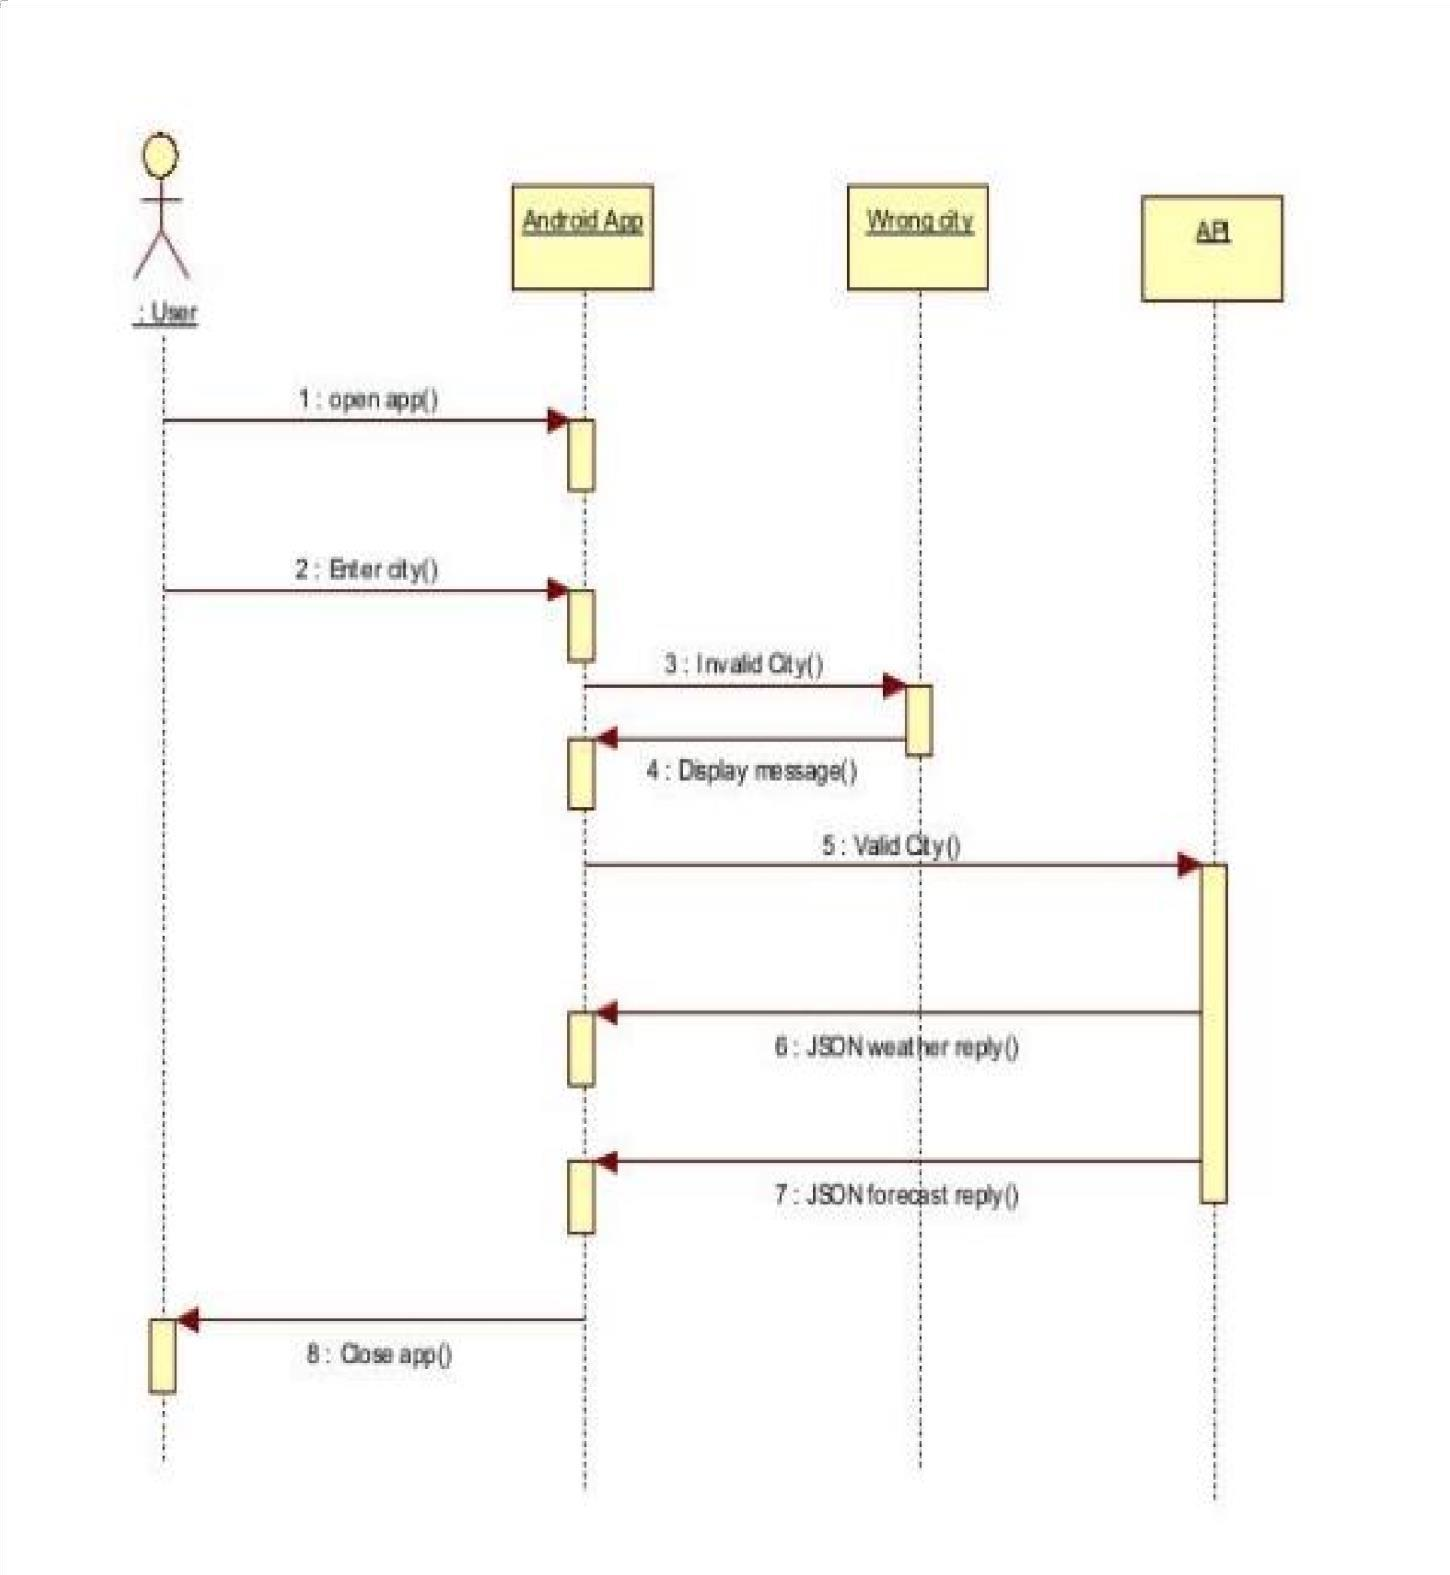 Android App
Wrong city
API
: User
1 : open app()
2 : Enter city()
3 : Invalid City()
4 : Display message()
5 : Valid City()
6 : JSON weather reply()
7 : JSON forecast reply()
8 : Close app()